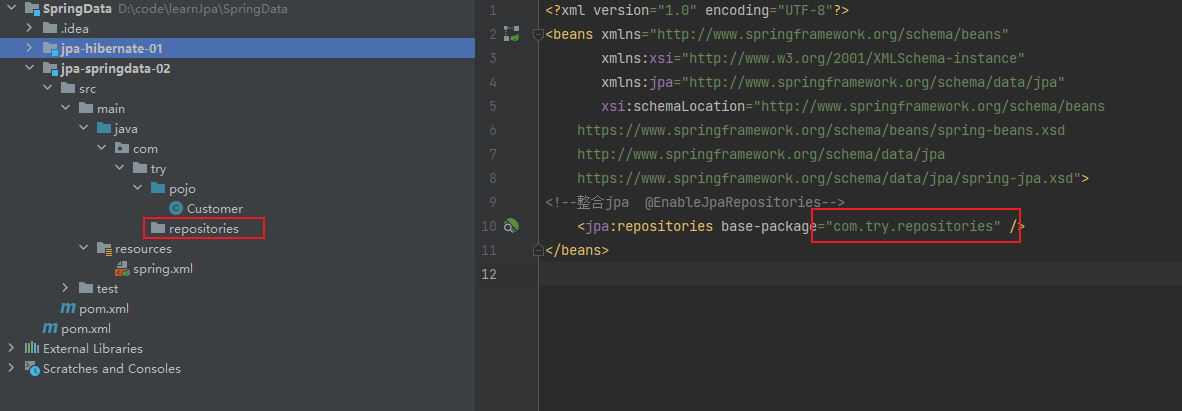 SpringData D:\code\learnJpa\SpringData
.idea
jpa-hibernate-01
jpa-springdata-02
src
main
java
com
try
pojo
Customer
repositories
resources
spring.xml
test
pom.xml
pom.xml
External Libraries
Scratches and Consoles
1 <?xml version="1.0" encoding="UTF-8"?>
2 <beans xmlns="http://www.springframework.org/schema/beans"
3 xmlns:xsi="http://www.w3.org/2001/XMLSchema-instance"
4 xmlns:jpa="http://www.springframework.org/schema/data/jpa"
5 xsi:schemaLocation="http://www.springframework.org/schema/beans
6 https://www.springframework.org/schema/beans/spring-beans.xsd
7 http://www.springframework.org/schema/data/jpa
8 https://www.springframework.org/schema/data/jpa/spring-jpa.xsd">
9 <!--整合jpa @EnableJpaRepositories-->
10 <jpa:repositories base-package="com.try.repositories" />
11 </beans>
12